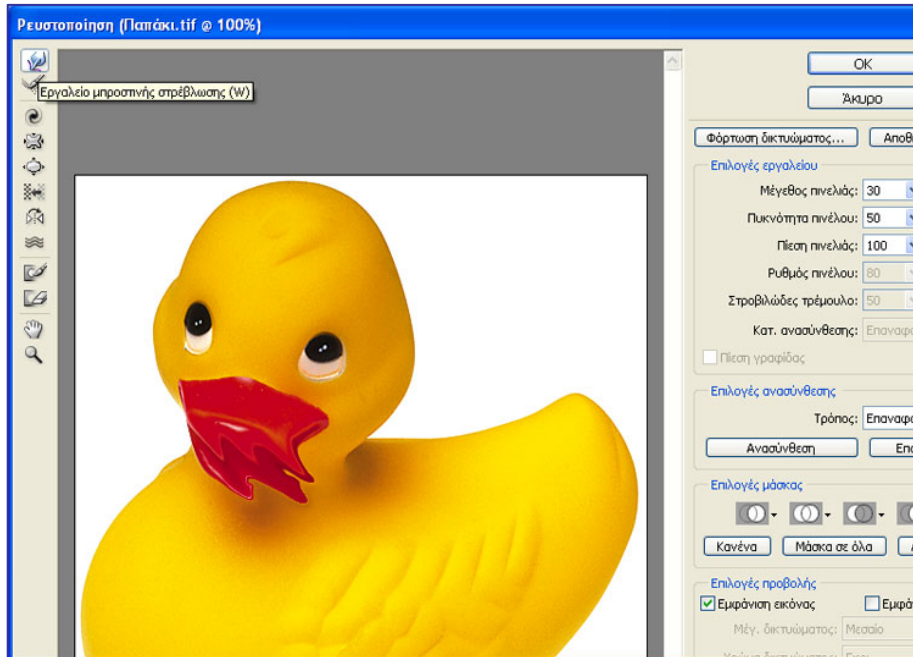 Ρευστοποίηση (Παπάκι.tif @ 100%)
Εργαλείο μπροστινής στρέβλωσης (W)
OK
Άκυρο
Φόρτωση δικτυώματος...
Επιλογές εργαλείου
Μέγεθος πινελιάς: 30
Πυκνότητα πινέλου: 50
Πίεση πινελιάς: 100
Ρυθμός πινέλου: 80
Στροβιλώδες τρέμουλο: 50
Κατ. ανασύνθεσης:
Πίεση γραφίδας
Επιλογές ανασύνθεσης
Τρόπος:
Ανασύνθεση
Επιλογές μάσκας
Κανένα Μάσκα σε όλα
Επιλογές προβολής
Εμφάνιση εικόνας
Μέγ. δικτυώματος: Μεσαίο